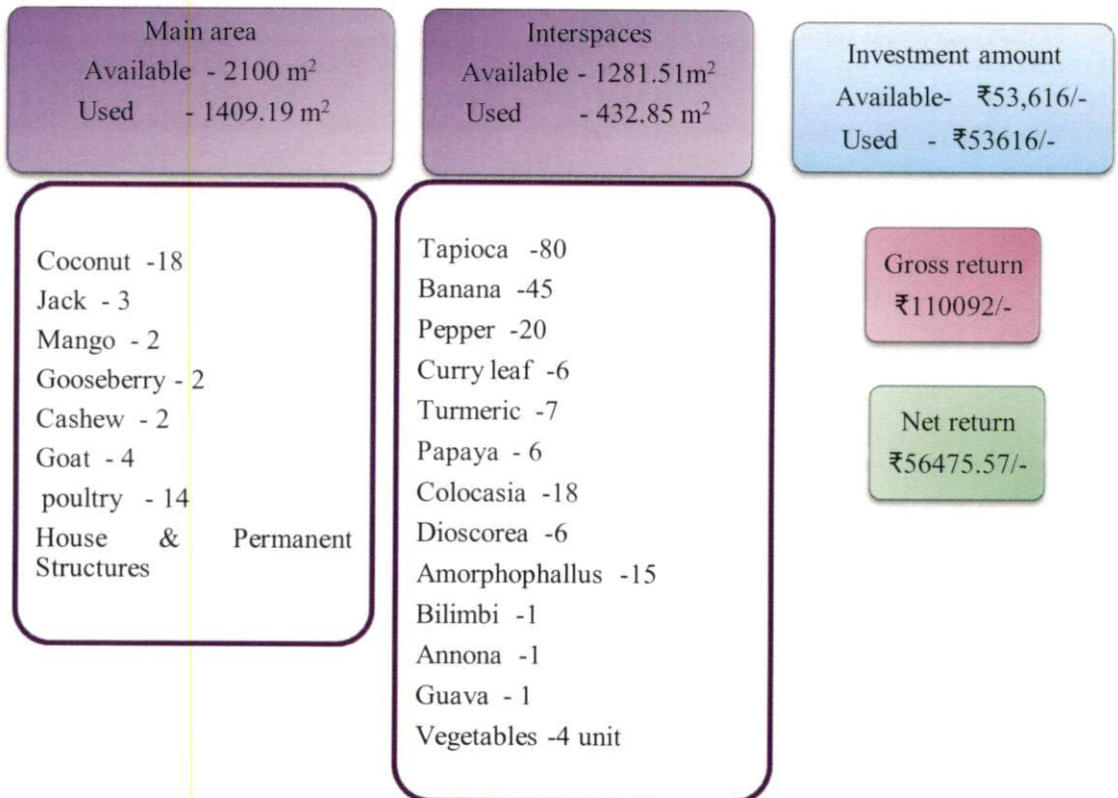 Main area
Available - 2100 m²
Used - 1409.19 m²
Interspaces
Available - 1281.51m²
Used - 432.85 m²
Investment amount
Available- ₹53,616/-
Used - ₹53616/-
Coconut -18
Jack - 3
Mango - 2
Gooseberry - 2
Cashew - 2
Goat - 4
poultry - 14
House & Permanent
Structures
Tapioca -80
Banana -45
Pepper -20
Curry leaf -6
Turmeric -7
Papaya - 6
Colocasia -18
Dioscorea -6
Amorphophallus -15
Bilimbi -1
Annona -1
Guava - 1
Vegetables -4 unit
Gross return
₹110092/-
Net return
₹56475.57/-